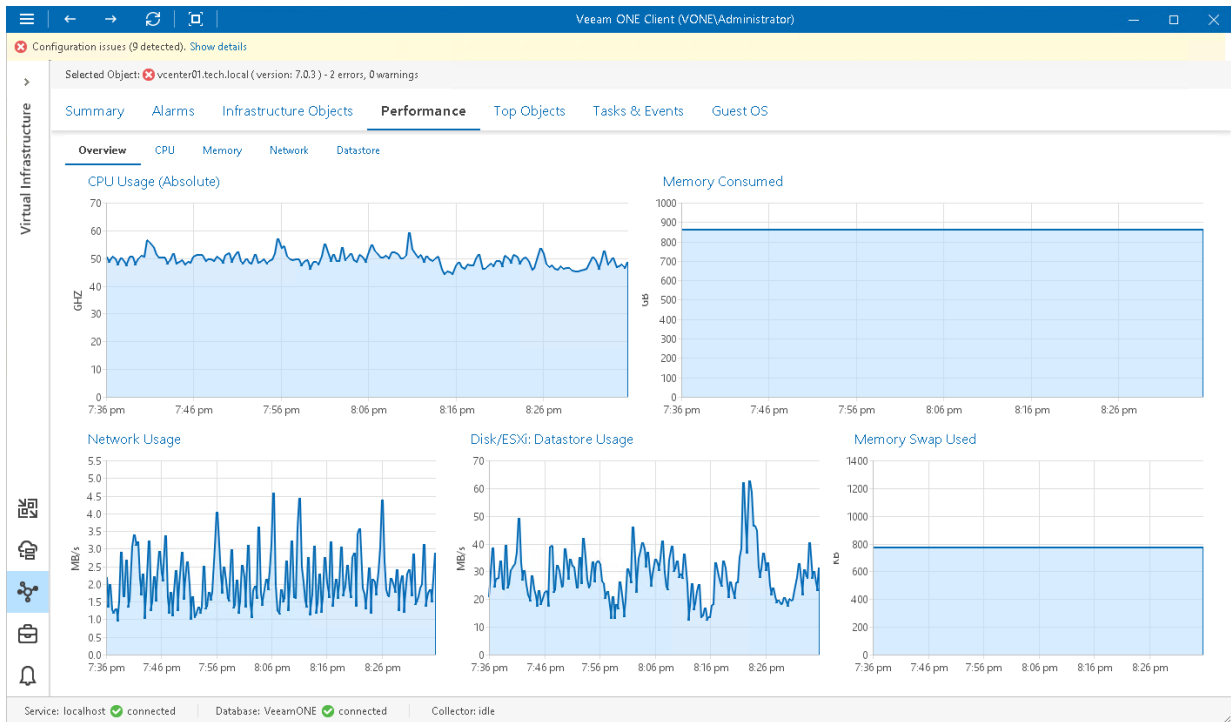 Veeam ONE Client (VONE\Administrator)
Configuration issues (9 detected). Show details
Selected Object: vcenter01.tech.local ( version: 7.0.3 ) - 2 errors, 0 warnings
Virtual Infrastructure
Summary Alarms Infrastructure Objects Performance Top Objects Tasks & Events Guest OS
Overview CPU Memory Network Datastore
CPU Usage (Absolute)
70
60
50
40
30
20
10
0
GHZ
7:36 pm 7:46 pm 7:56 pm 8:06 pm 8:16 pm 8:26 pm
Memory Consumed
1000
900
800
700
600
500
400
300
200
100
0
GB
7:36 pm 7:46 pm 7:56 pm 8:06 pm 8:16 pm 8:26 pm
Network Usage
5.5
5.0
4.5
4.0
3.5
3.0
2.5
2.0
1.5
1.0
0.5
0.0
MB/s
7:36 pm 7:46 pm 7:56 pm 8:06 pm 8:16 pm 8:26 pm
Disk/ESXi: Datastore Usage
70
60
50
40
30
20
10
0
MB/s
7:36 pm 7:46 pm 7:56 pm 8:06 pm 8:16 pm 8:26 pm
Memory Swap Used
1400
1200
1000
800
600
400
200
0
KB
7:36 pm 7:46 pm 7:56 pm 8:06 pm 8:16 pm 8:26 pm
Service: localhost connected Database: VeeamONE connected Collector: idle